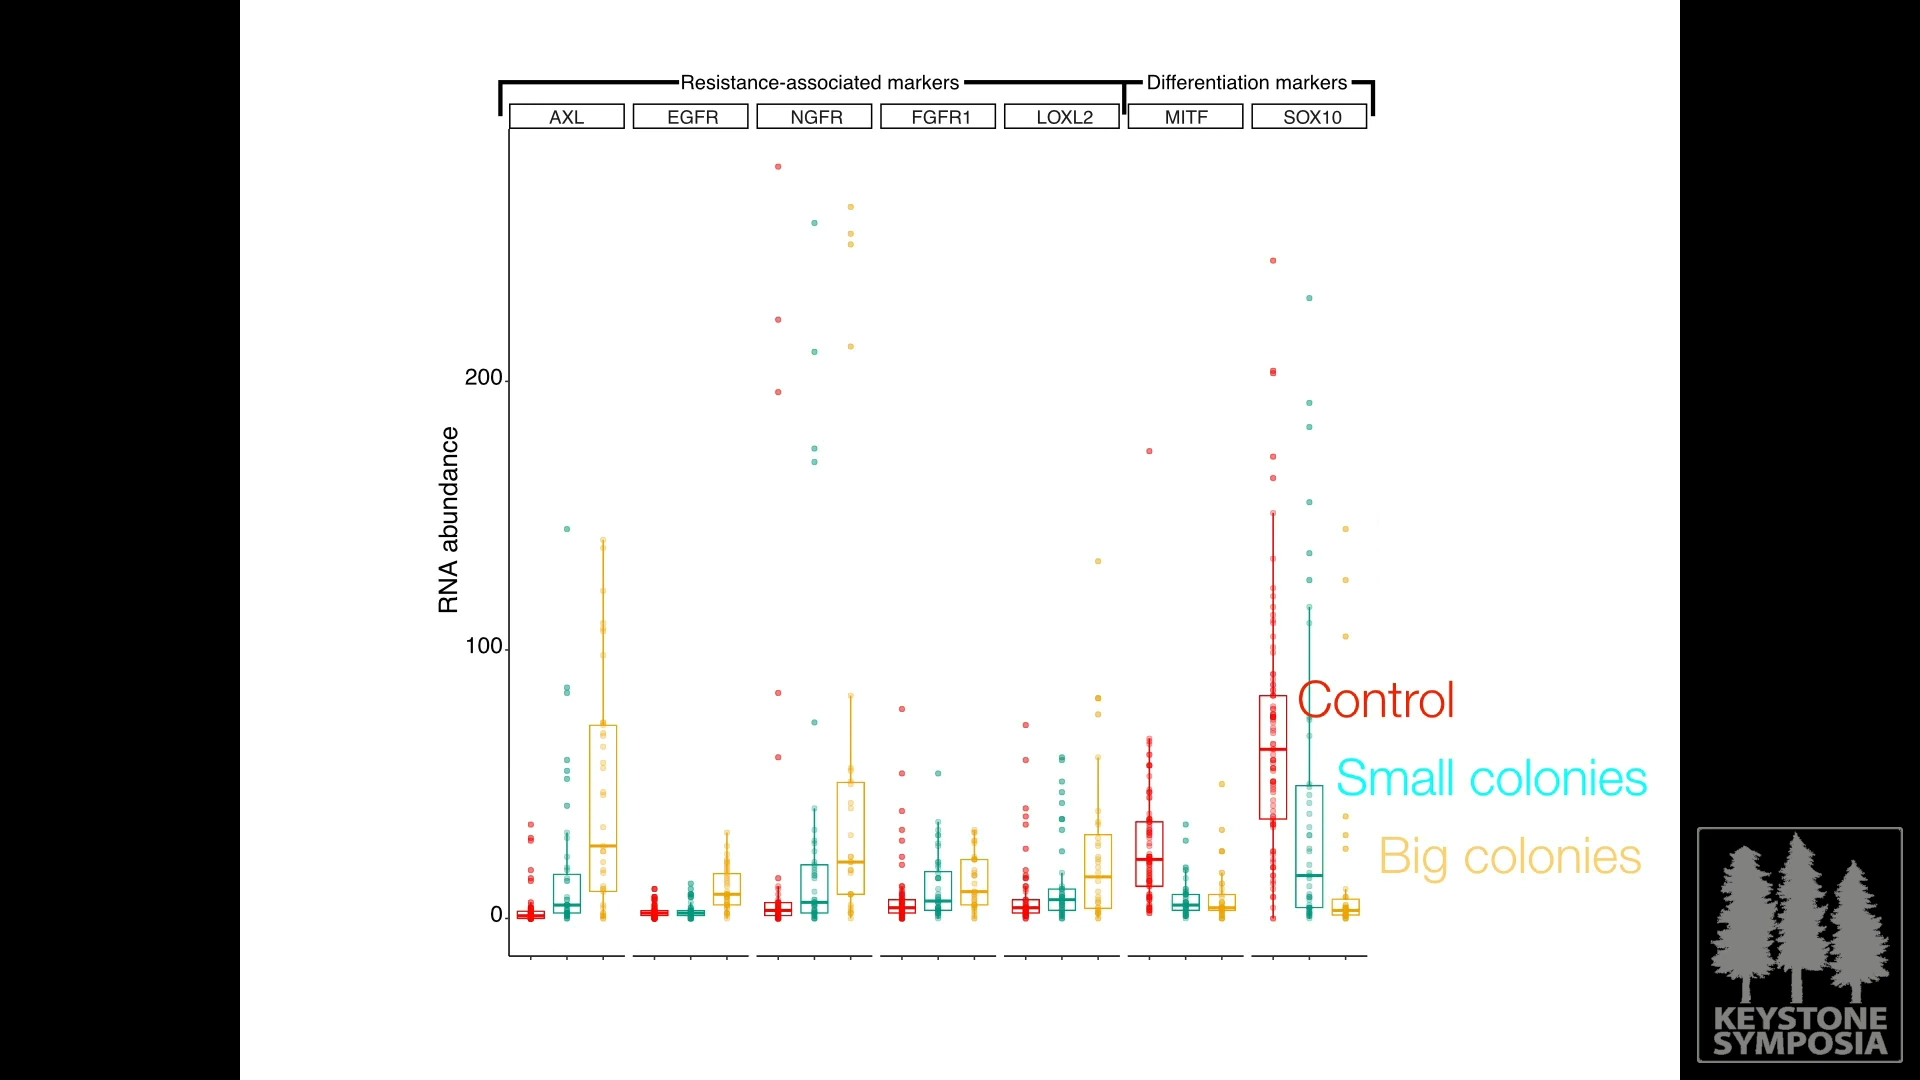 Resistance-associated markers
Differentiation markers
AXL
EGFR
NGFR
FGFR1
LOXL2
MITF
SOX10
200
100
0
RNA abundance
Control
Small colonies
Big colonies
KEYSTONE
SYMPOSIA